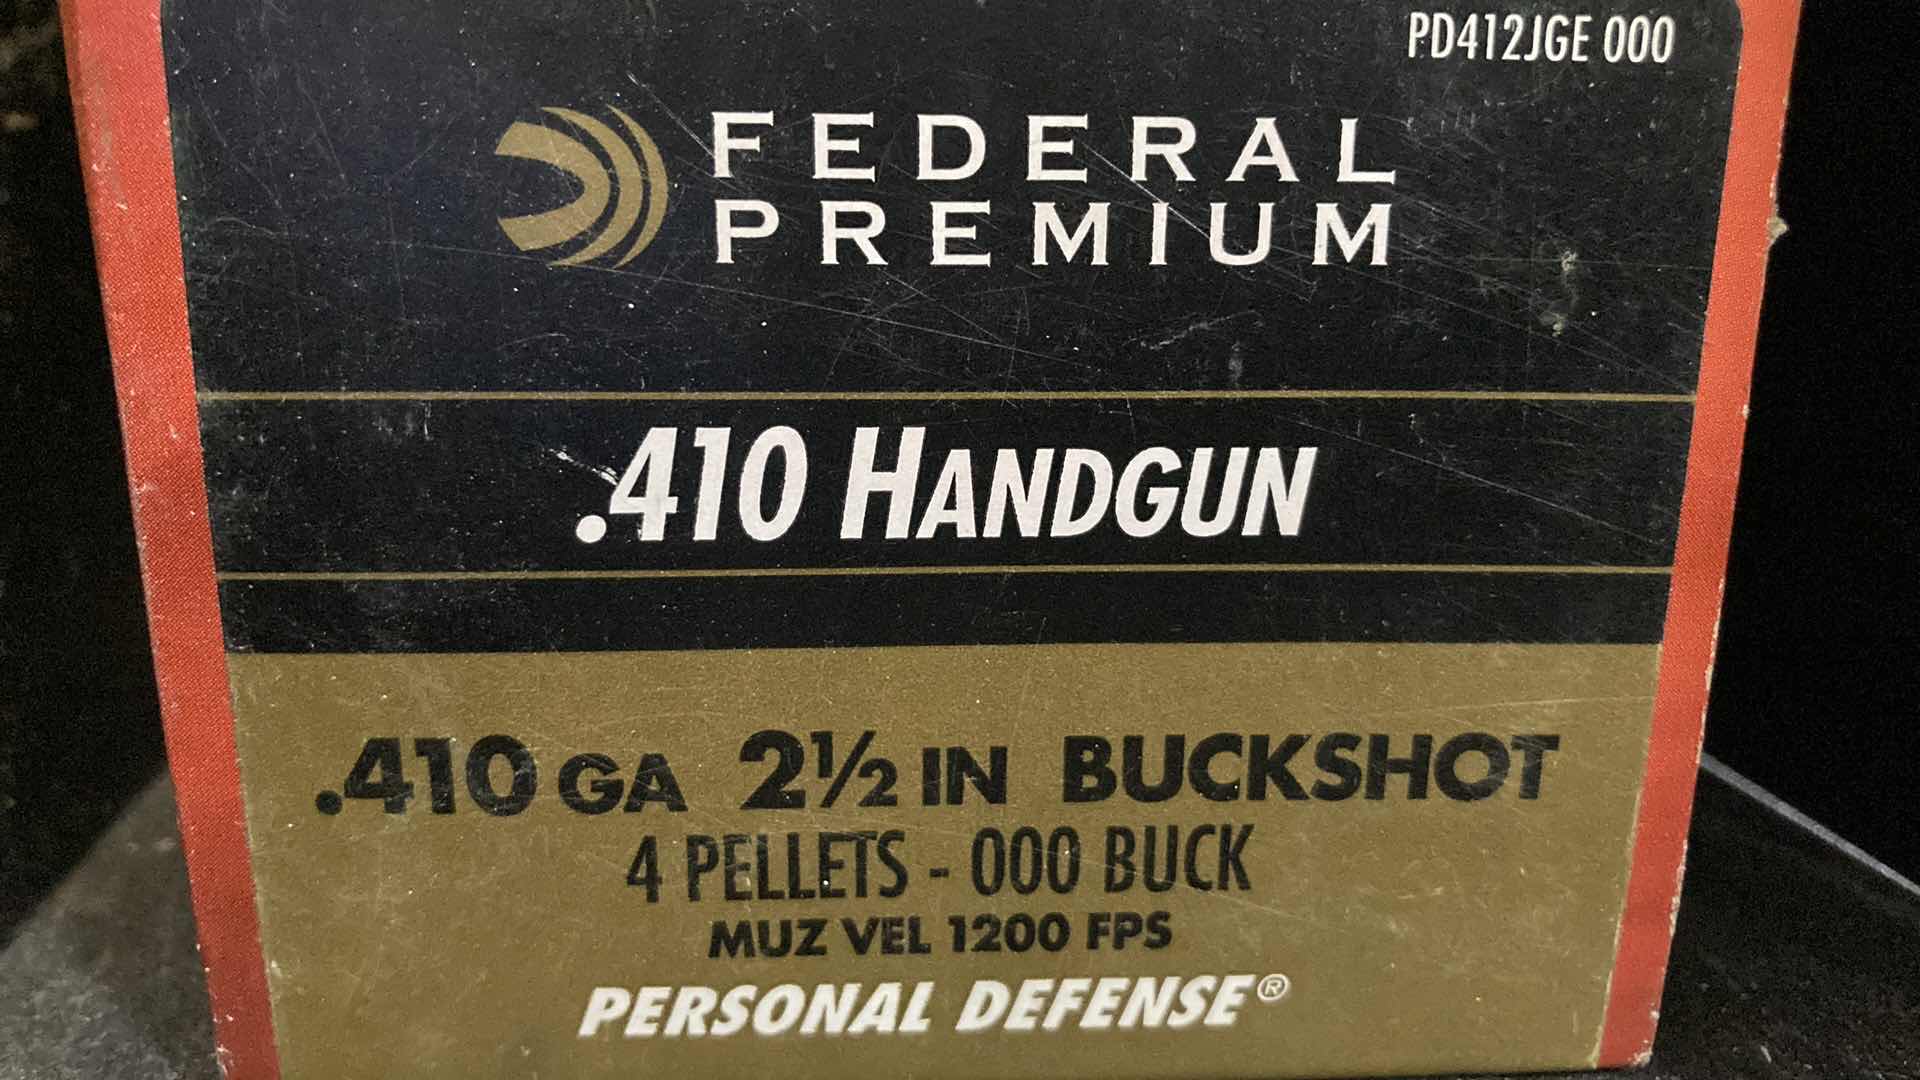 PD412JGE 000
FEDERAL
PREMIUM
.410 HANDGUN
.410 GA 2½ IN BUCKSHOT
4 PELLETS - 000 BUCK
MUZ VEL 1200 FPS
PERSONAL DEFENSE®